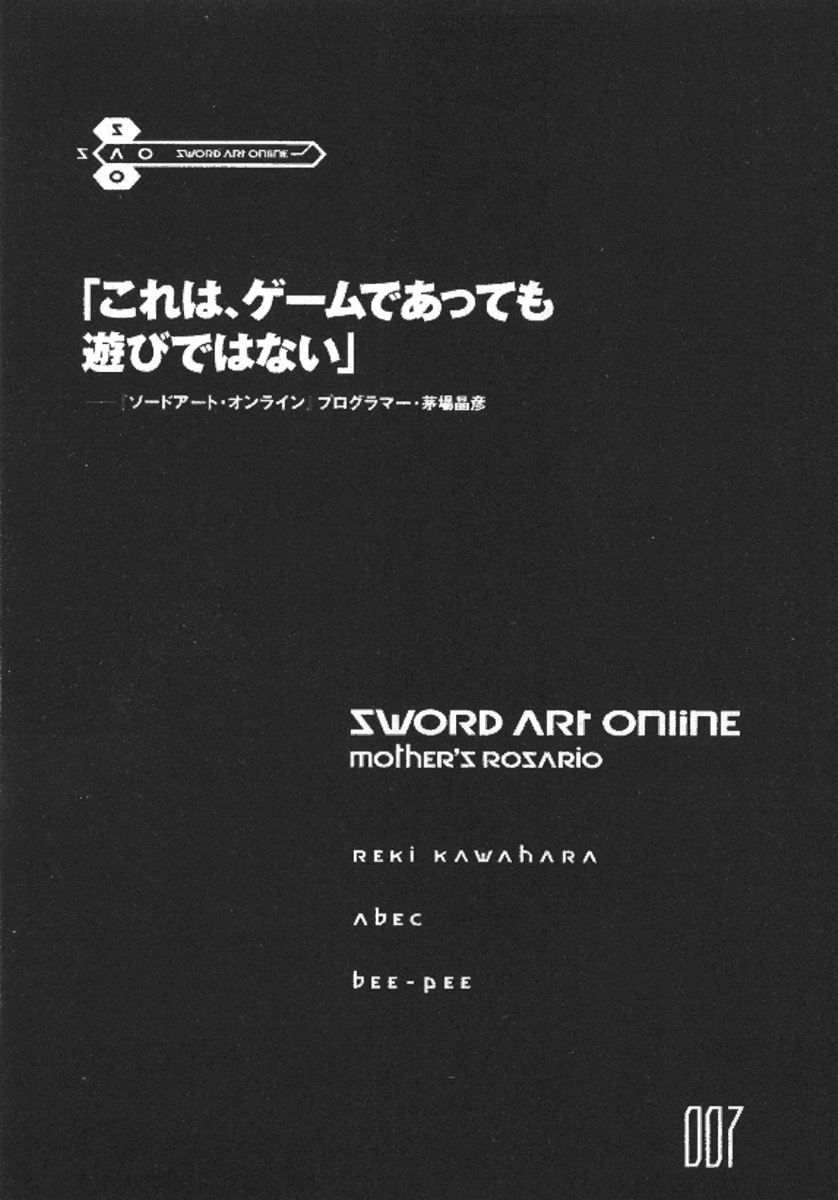 S
S A O SWORD ART ONLINE
O
「これは、ゲームであっても
遊びではない」
──『ソードアート・オンライン』プログラマー・茅場晶彦
SWORD ART ONLINE
MOTHER'S ROSARIO
REKI KAWAHARA
ABEC
BEE-PEE
007